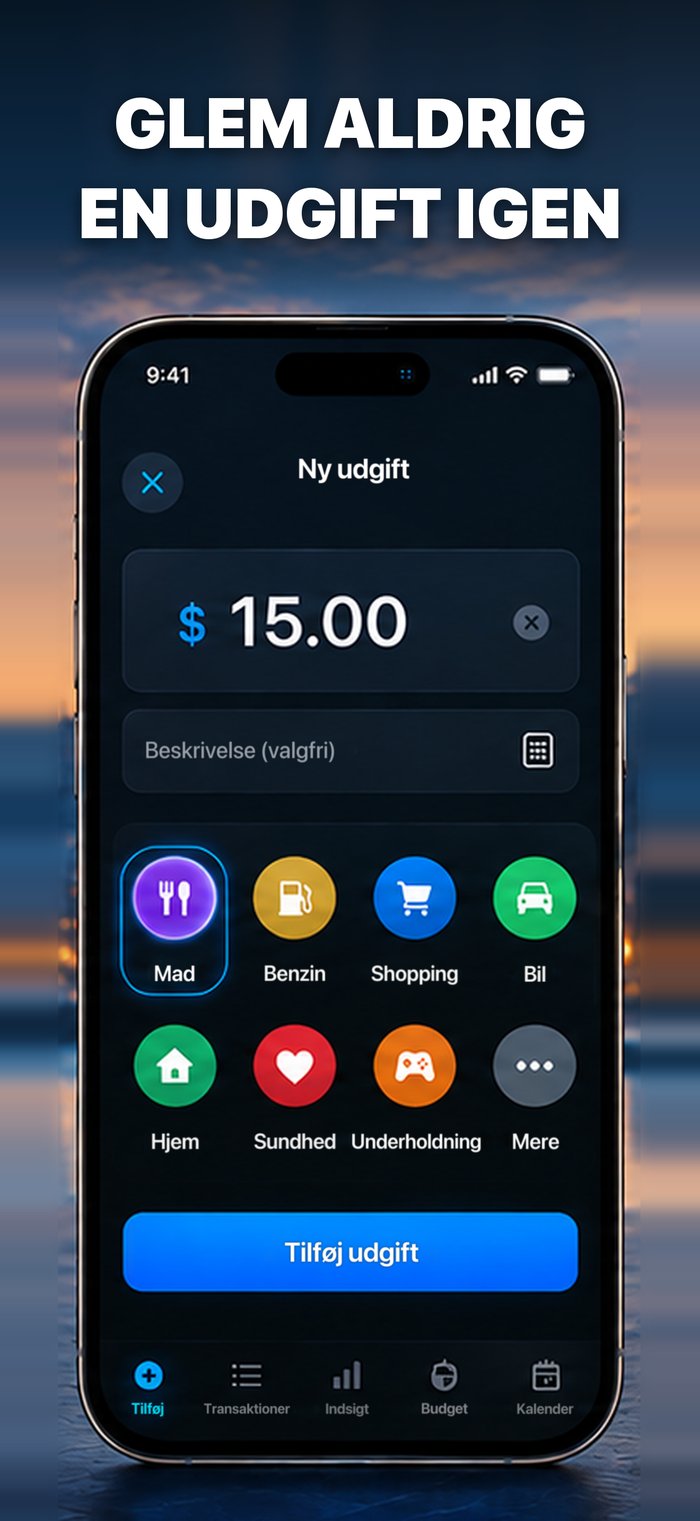 GLEM ALDRIG
EN UDGIFT IGEN
9:41
Ny udgift
$ 15.00
Beskrivelse (valgfri)
Mad Benzin Shopping Bil
Hjem Sundhed Underholdning Mere
Tilføj udgift
Tilføj Transaktioner Indsigt Budget Kalender